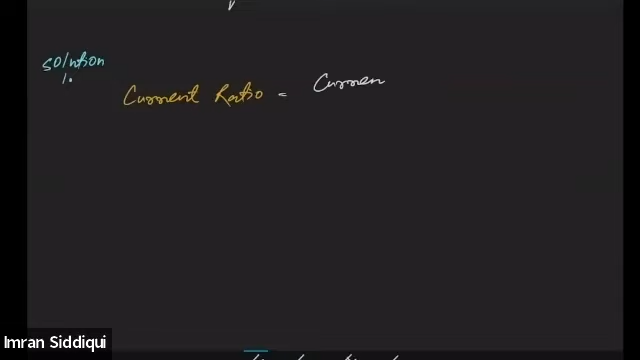 Solution
1.
Current Ratio = Curren
Imran Siddiqui